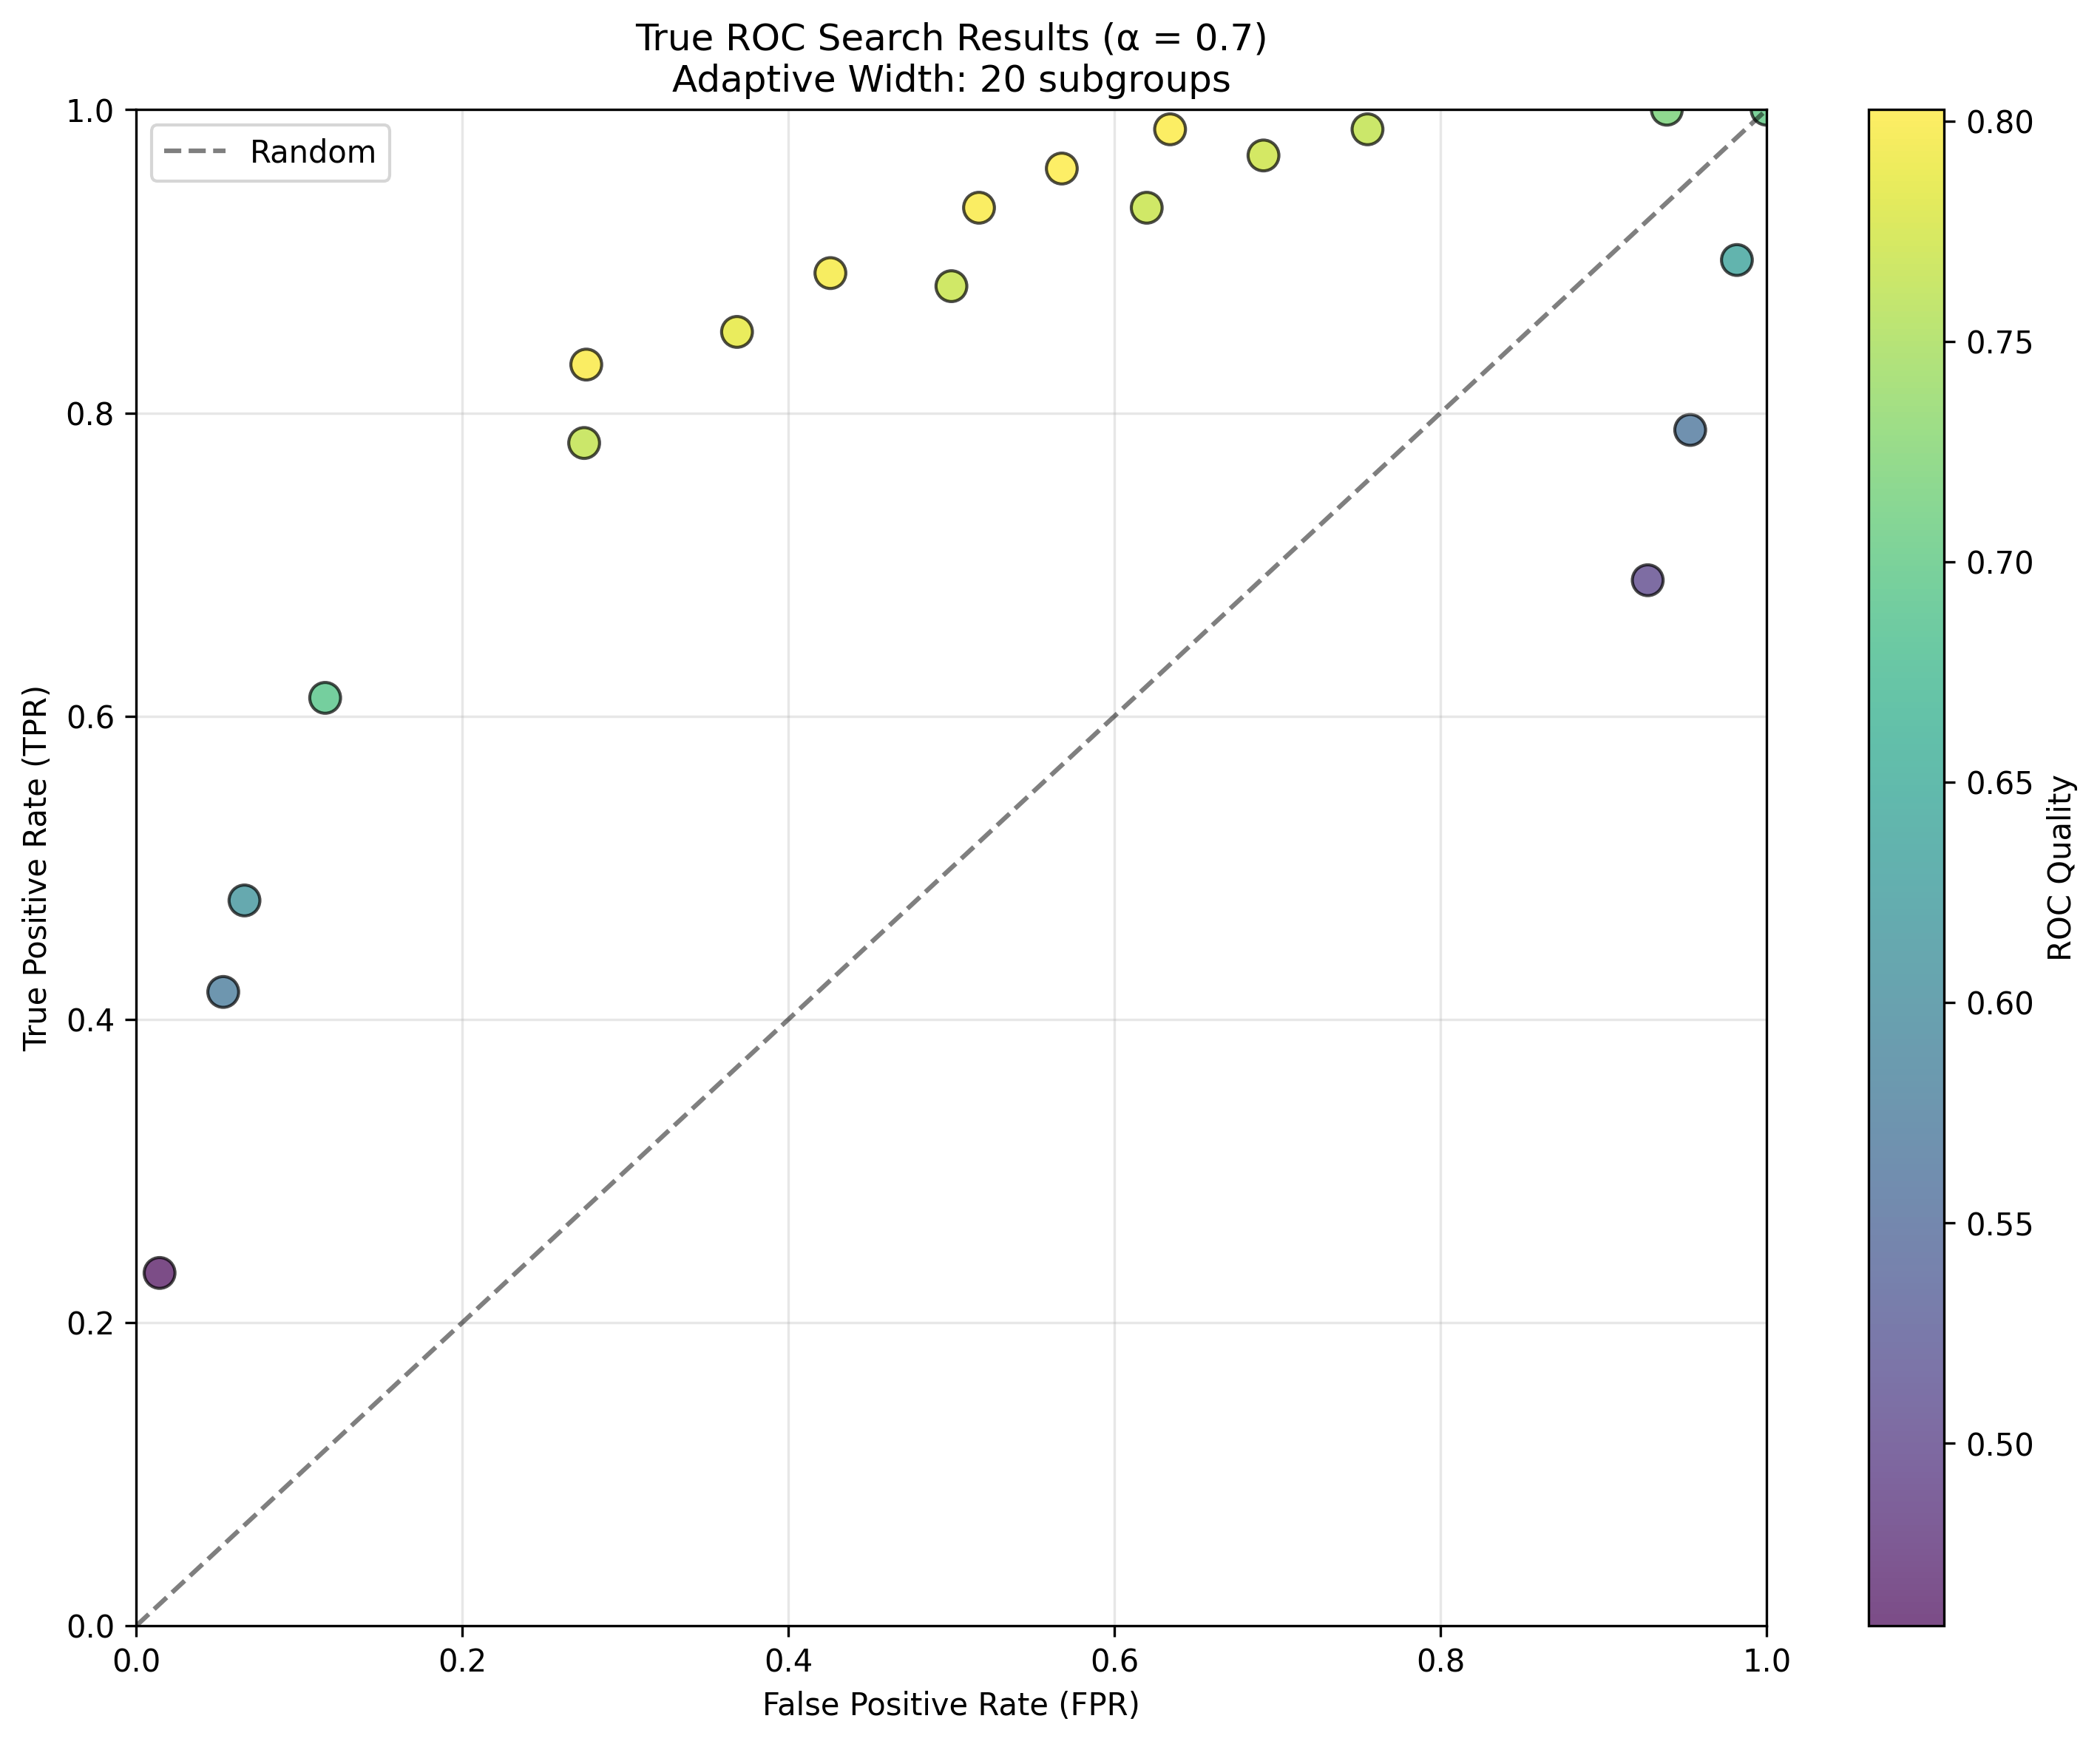 True ROC Search Results (α = 0.7)
Adaptive Width: 20 subgroups
Random
True Positive Rate (TPR)
1.0
0.8
0.6
0.4
0.2
0.0
0.0 0.2 0.4 0.6 0.8 1.0
False Positive Rate (FPR)
0.80
0.75
0.70
0.65
0.60
0.55
0.50
ROC Quality